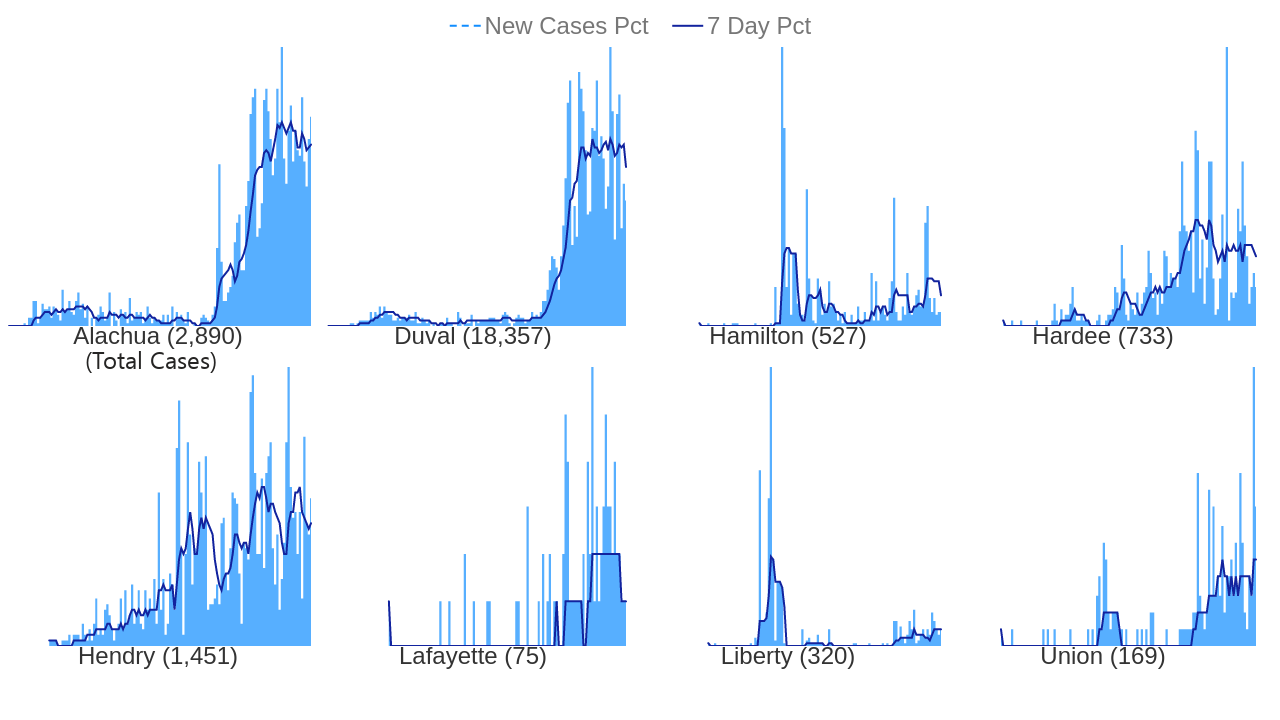 New Cases Pct 7 Day Pct
Alachua (2,890) Duval (18,357) Hamilton (527) Hardee (733)
(Total Cases)
Hendry (1,451) Lafayette (75) Liberty (320) Union (169)